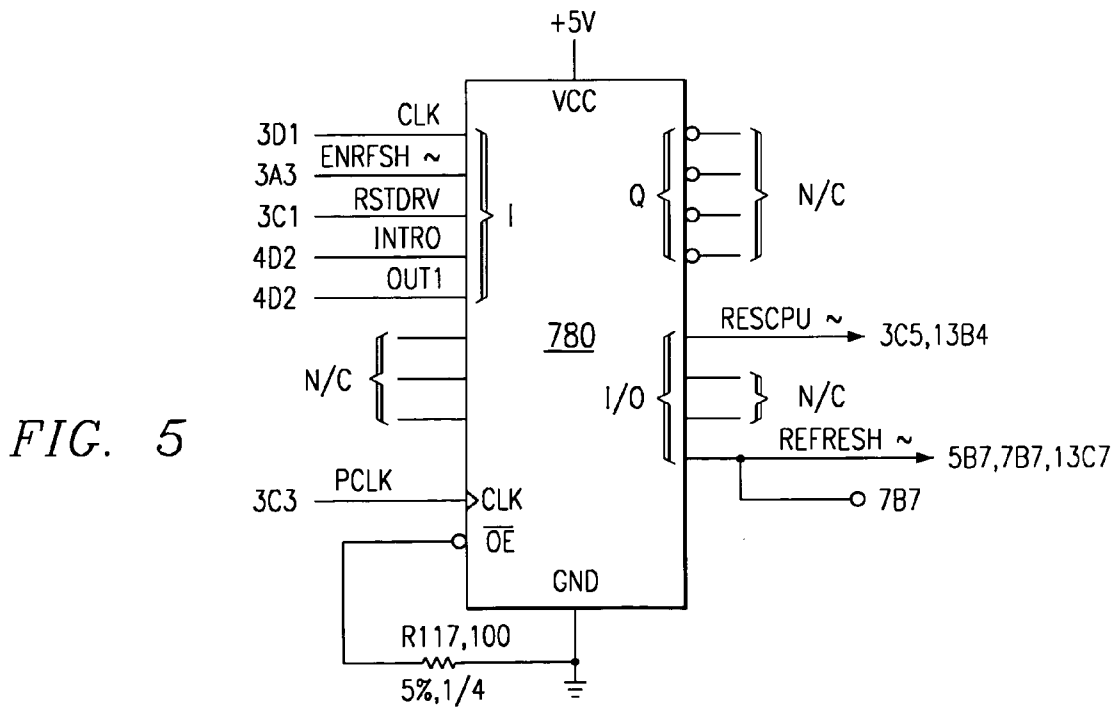 +5V
VCC
3D1 CLK
3A3 ENRFSH ~
3C1 RSTDRV
4D2 INTRO
4D2 OUT1
I
Q
N/C
780
RESCPU ~ 3C5,13B4
N/C
I/O
N/C
REFRESH ~ 5B7,7B7,13C7
7B7
FIG. 5
3C3 PCLK
CLK
OE
GND
R117,100
5%,1/4